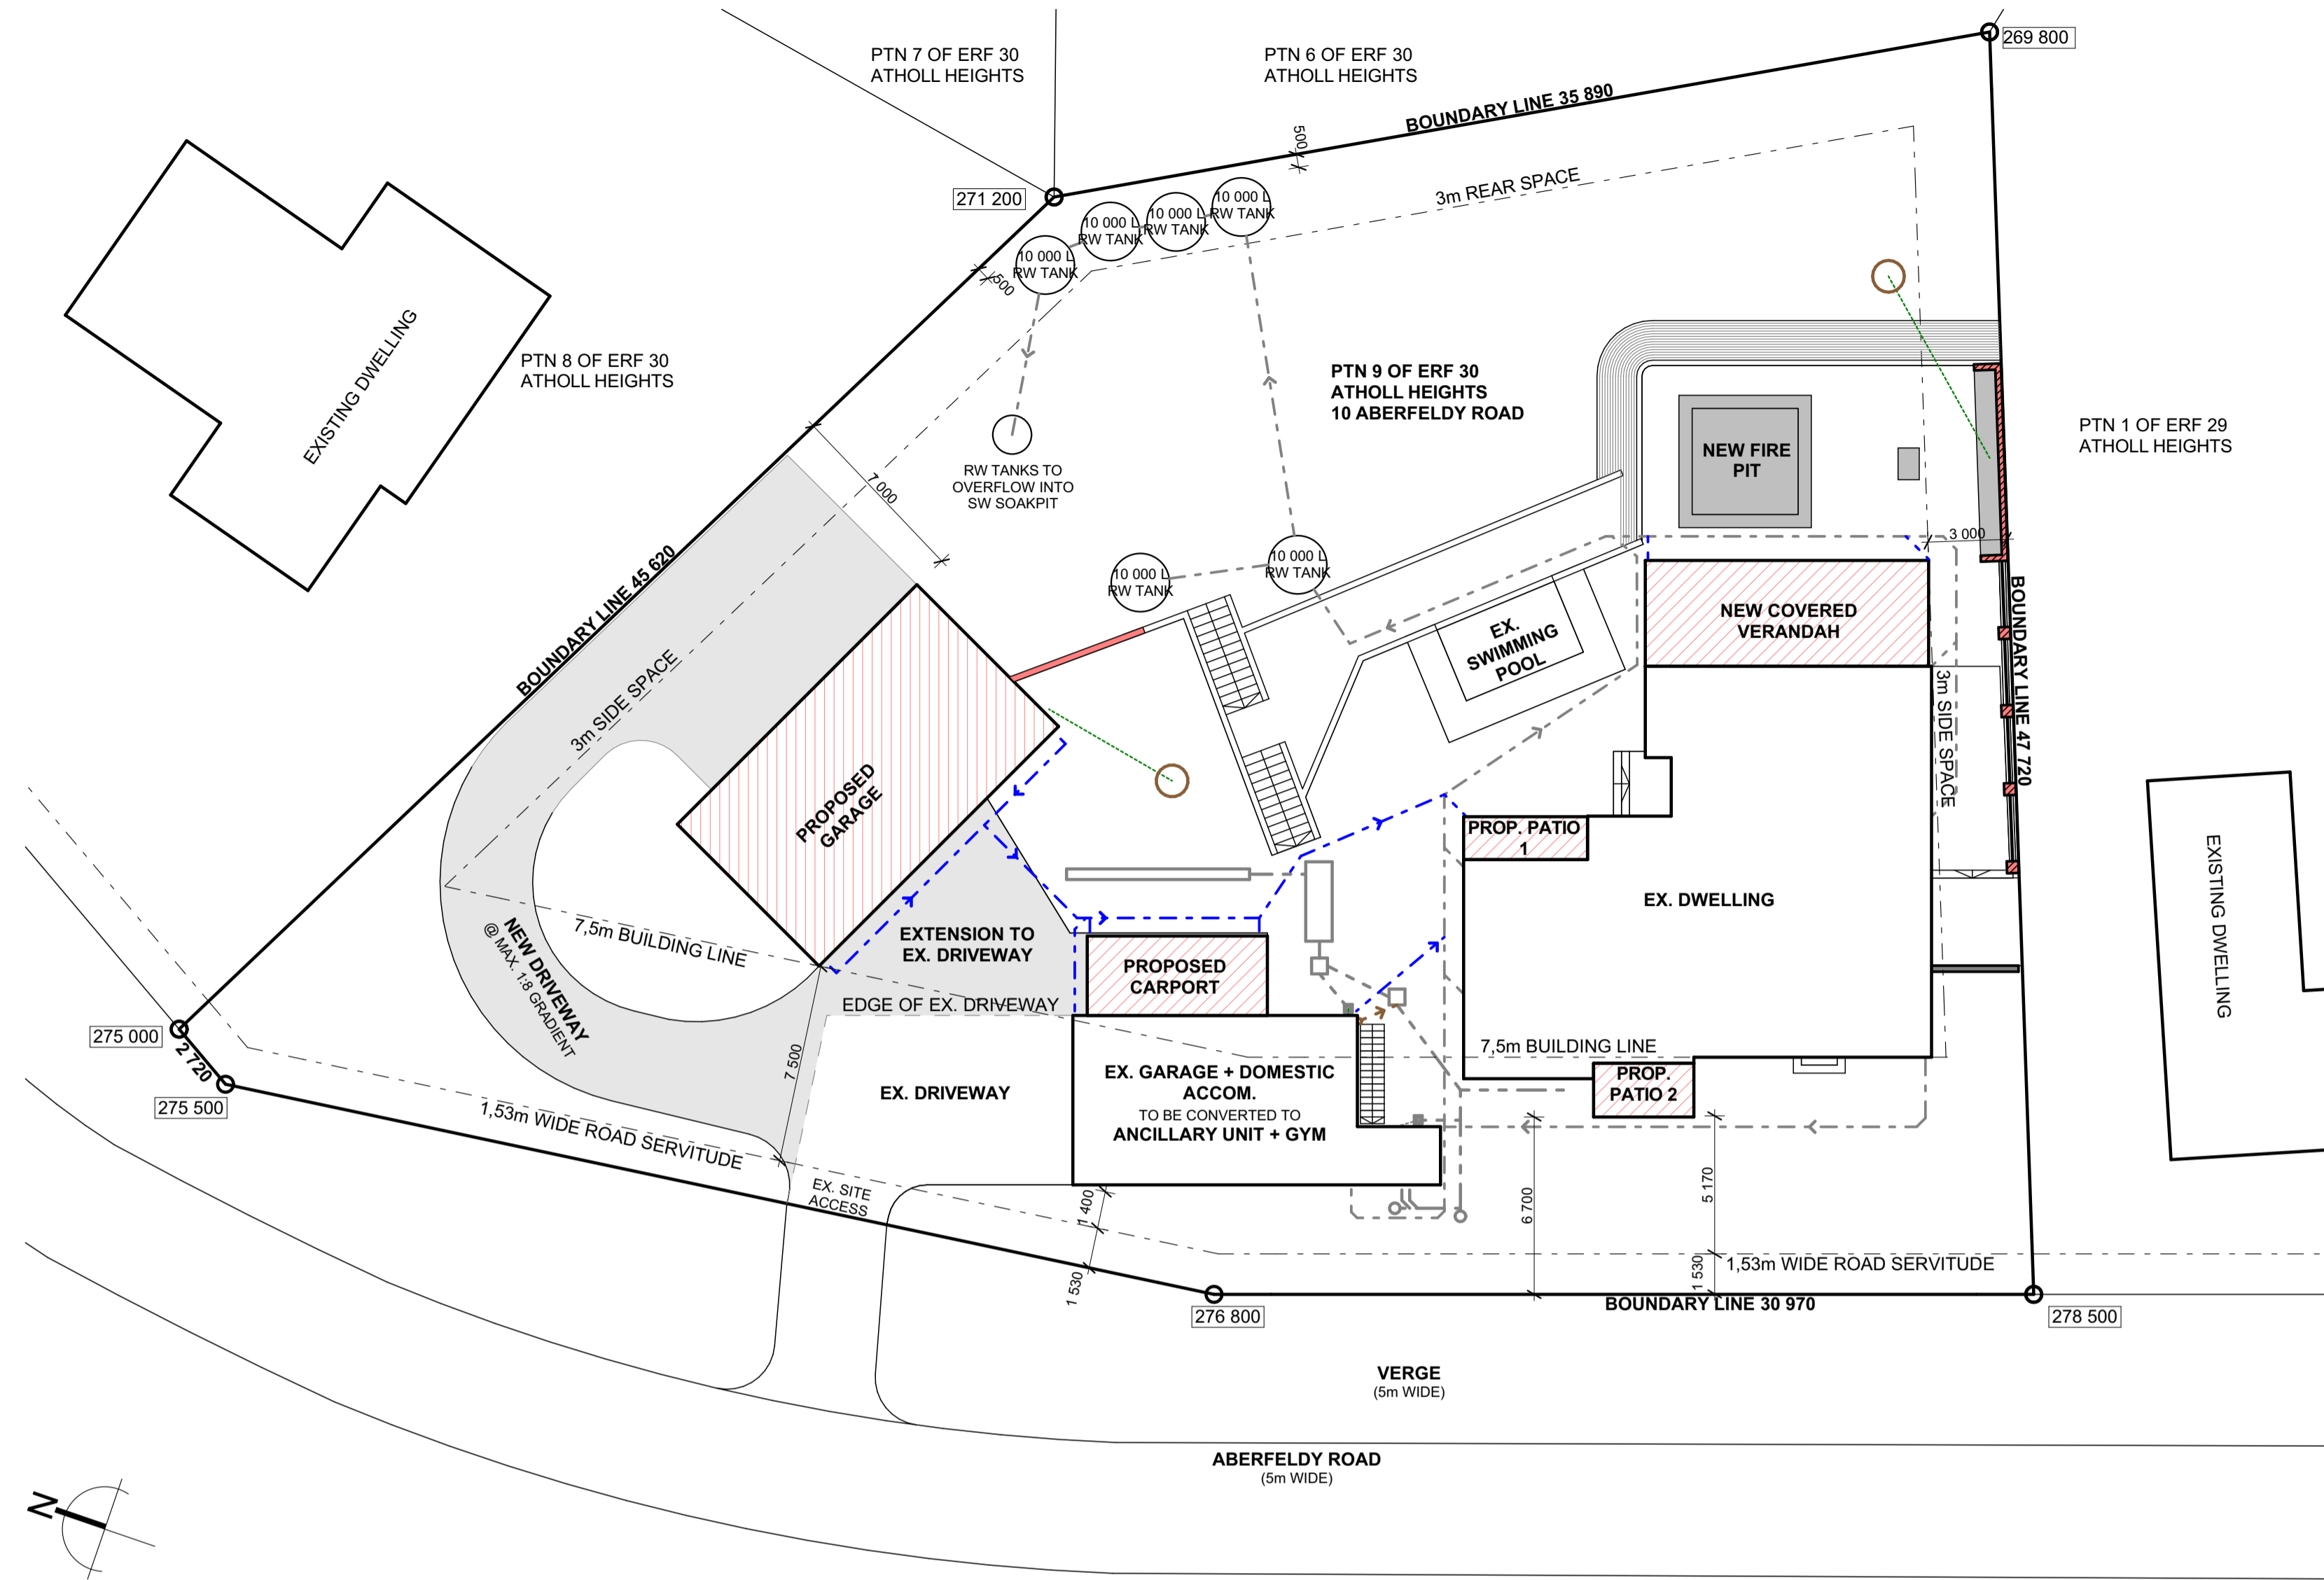 269 800
PTN 7 OF ERF 30
ATHOLL HEIGHTS
PTN 6 OF ERF 30
ATHOLL HEIGHTS
BOUNDARY LINE 35 890
500
3m REAR SPACE
271 200
10 000 L
RW TANK
10 000 L
RW TANK
10 000 L
RW TANK
10 000 L
RW TANK
500
EXISTING DWELLING
PTN 8 OF ERF 30
ATHOLL HEIGHTS
PTN 9 OF ERF 30
ATHOLL HEIGHTS
10 ABERFELDY ROAD
PTN 1 OF ERF 29
ATHOLL HEIGHTS
NEW FIRE
PIT
RW TANKS TO
OVERFLOW INTO
SW SOAKPIT
7 000
3 000
10 000 L
RW TANK
10 000 L
RW TANK
BOUNDARY LINE 45 620
3m SIDE SPACE
EX.
SWIMMING
POOL
NEW COVERED
VERANDAH
BOUNDARY LINE 47 720
3m SIDE SPACE
PROPOSED
GARAGE
PROP. PATIO
1
EX. DWELLING
EXISTING DWELLING
7,5m BUILDING LINE
NEW DRIVEWAY
@ MAX. 1:8 GRADIENT
EXTENSION TO
EX. DRIVEWAY
PROPOSED
CARPORT
EDGE OF EX. DRIVEWAY
275 000
2 720
275 500
7 500
7,5m BUILDING LINE
EX. DRIVEWAY
EX. GARAGE + DOMESTIC
ACCOM.
TO BE CONVERTED TO
ANCILLARY UNIT + GYM
PROP.
PATIO 2
1,53m WIDE ROAD SERVITUDE
EX. SITE
ACCESS
1 400
1 530
6 700
5 170
1 530
1,53m WIDE ROAD SERVITUDE
BOUNDARY LINE 30 970
276 800
278 500
VERGE
(5m WIDE)
ABERFELDY ROAD
(5m WIDE)
N